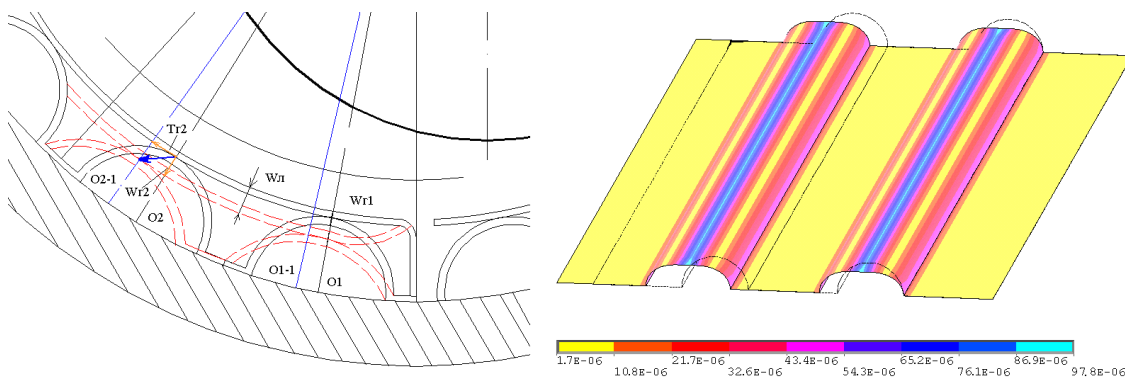 Tr2
O2-1
Wr2
O2
Wл
Wr1
O1-1
O1
1.7E-06
10.8E-06
21.7E-06
32.6E-06
43.4E-06
54.3E-06
65.2E-06
76.1E-06
86.9E-06
97.8E-06